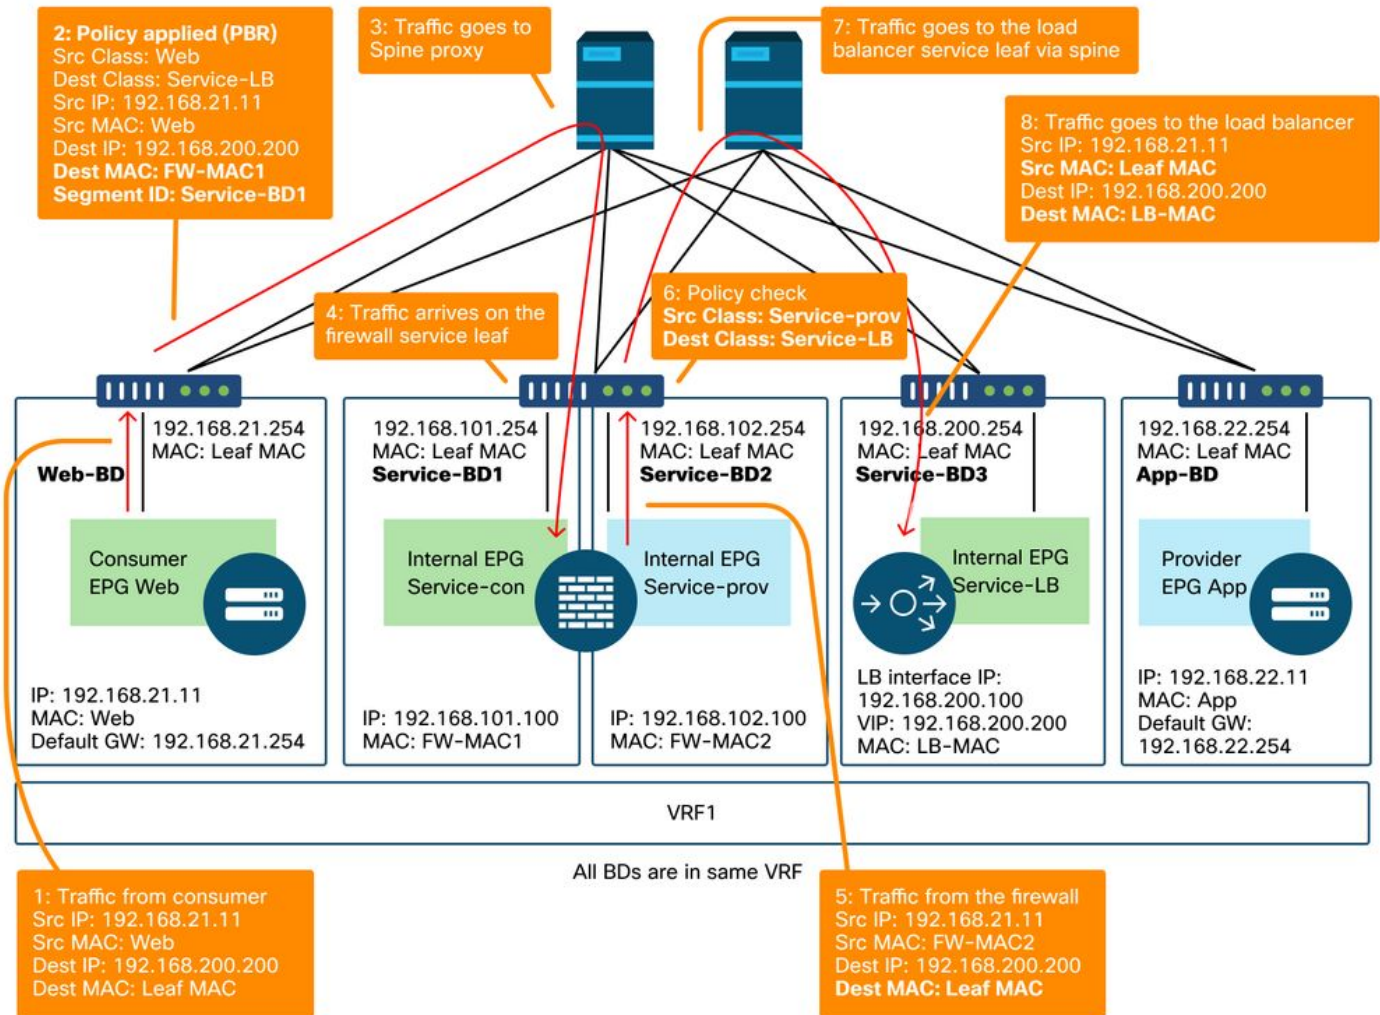 2: Policy applied (PBR)
Src Class: Web
Dest Class: Service-LB
Src IP: 192.168.21.11
Src MAC: Web
Dest IP: 192.168.200.200
Dest MAC: FW-MAC1
Segment ID: Service-BD1
3: Traffic goes to
Spine proxy
7: Traffic goes to the load
balancer service leaf via spine
8: Traffic goes to the load balancer
Src IP: 192.168.21.11
Src MAC: Leaf MAC
Dest IP: 192.168.200.200
Dest MAC: LB-MAC
4: Traffic arrives on the
firewall service leaf
6: Policy check
Src Class: Service-prov
Dest Class: Service-LB
192.168.21.254
MAC: Leaf MAC
Web-BD
Consumer
EPG Web
IP: 192.168.21.11
MAC: Web
Default GW: 192.168.21.254
192.168.101.254
MAC: Leaf MAC
Service-BD1
Internal EPG
Service-con
IP: 192.168.101.100
MAC: FW-MAC1
192.168.102.254
MAC: Leaf MAC
Service-BD2
Internal EPG
Service-prov
IP: 192.168.102.100
MAC: FW-MAC2
192.168.200.254
MAC: Leaf MAC
Service-BD3
Internal EPG
Service-LB
LB interface IP:
192.168.200.100
VIP: 192.168.200.200
MAC: LB-MAC
192.168.22.254
MAC: Leaf MAC
App-BD
Provider
EPG App
IP: 192.168.22.11
MAC: App
Default GW:
192.168.22.254
VRF1
All BDs are in same VRF
1: Traffic from consumer
Src IP: 192.168.21.11
Src MAC: Web
Dest IP: 192.168.200.200
Dest MAC: Leaf MAC
5: Traffic from the firewall
Src IP: 192.168.21.11
Src MAC: FW-MAC2
Dest IP: 192.168.200.200
Dest MAC: Leaf MAC